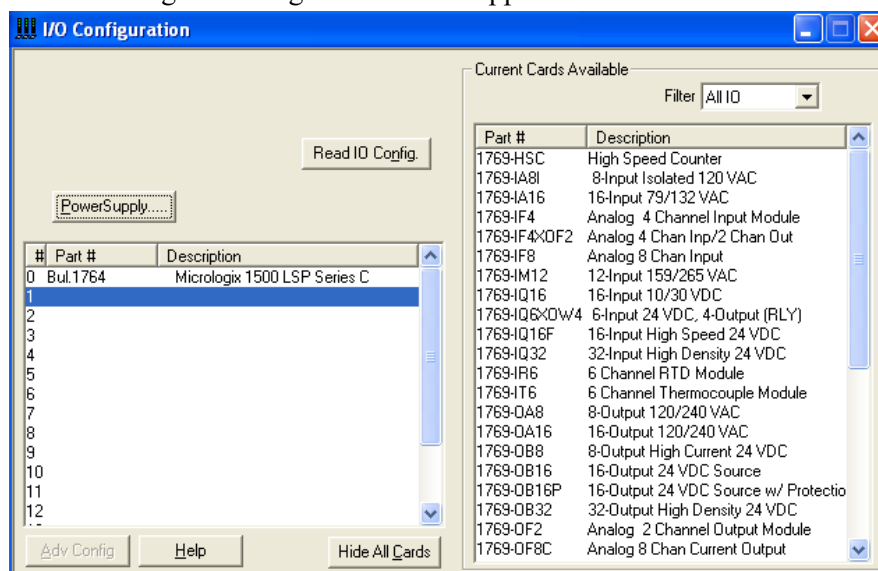 I/O Configuration
Current Cards Available
Filter All IO
Read IO Config.
PowerSupply.....
# Part # Description
0 Bul.1764 Micrologix 1500 LSP Series C
1
2
3
4
5
6
7
8
9
10
11
12
Adv Config Help Hide All Cards
Part # Description
1769-HSC High Speed Counter
1769-IA8I 8-Input Isolated 120 VAC
1769-IA16 16-Input 79/132 VAC
1769-IF4 Analog 4 Channel Input Module
1769-IF4XOF2 Analog 4 Chan Inp/2 Chan Out
1769-IF8 Analog 8 Chan Input
1769-IM12 12-Input 159/265 VAC
1769-IQ16 16-Input 10/30 VDC
1769-IQ6XOW4 6-Input 24 VDC, 4-Output (RLY)
1769-IQ16F 16-Input High Speed 24 VDC
1769-IQ32 32-Input High Density 24 VDC
1769-IR6 6 Channel RTD Module
1769-IT6 6 Channel Thermocouple Module
1769-OA8 8-Output 120/240 VAC
1769-OA16 16-Output 120/240 VAC
1769-OB8 8-Output High Current 24 VDC
1769-OB16 16-Output 24 VDC Source
1769-OB16P 16-Output 24 VDC Source w/ Protectio
1769-OB32 32-Output High Density 24 VDC
1769-OF2 Analog 2 Channel Output Module
1769-OF8C Analog 8 Chan Current Output